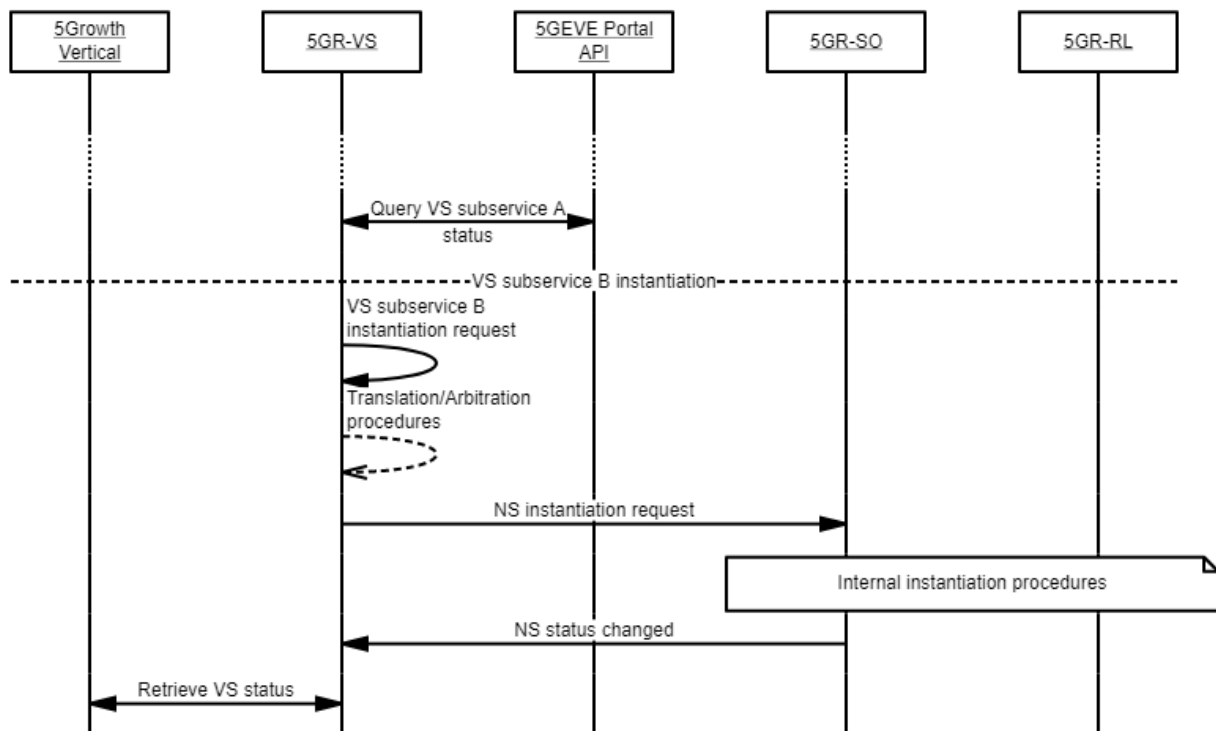 5Growth
Vertical
5GR-VS
5GEVE Portal
API
5GR-SO
5GR-RL
Query VS subservice A
status
VS subservice B instantiation
VS subservice B
instantiation request
Translation/Arbitration
procedures
NS instantiation request
Internal instantiation procedures
NS status changed
Retrieve VS status